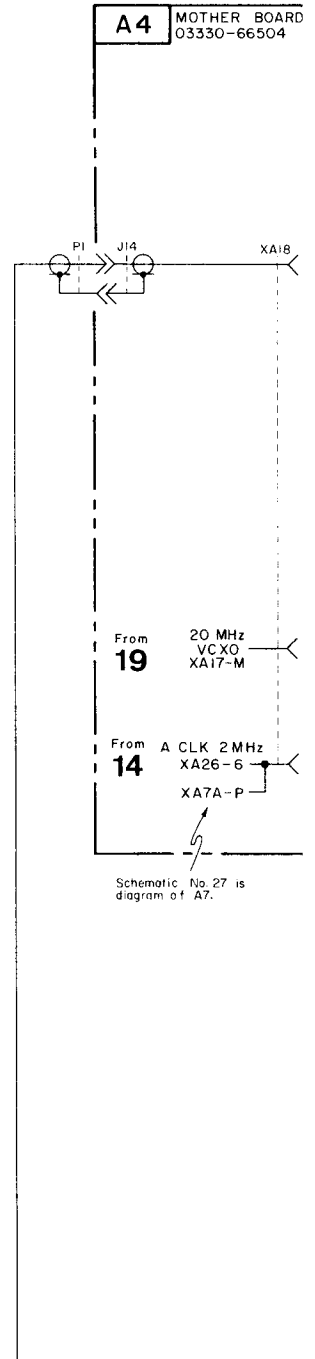 A4
MOTHER BOARD
03330-66504
P1
J14
XA18
From
19
20 MHz
VCXO
XA17-M
From
14
A CLK 2MHz
XA26-6
XA7A-P
Schematic No. 27 is
diagram of A7.